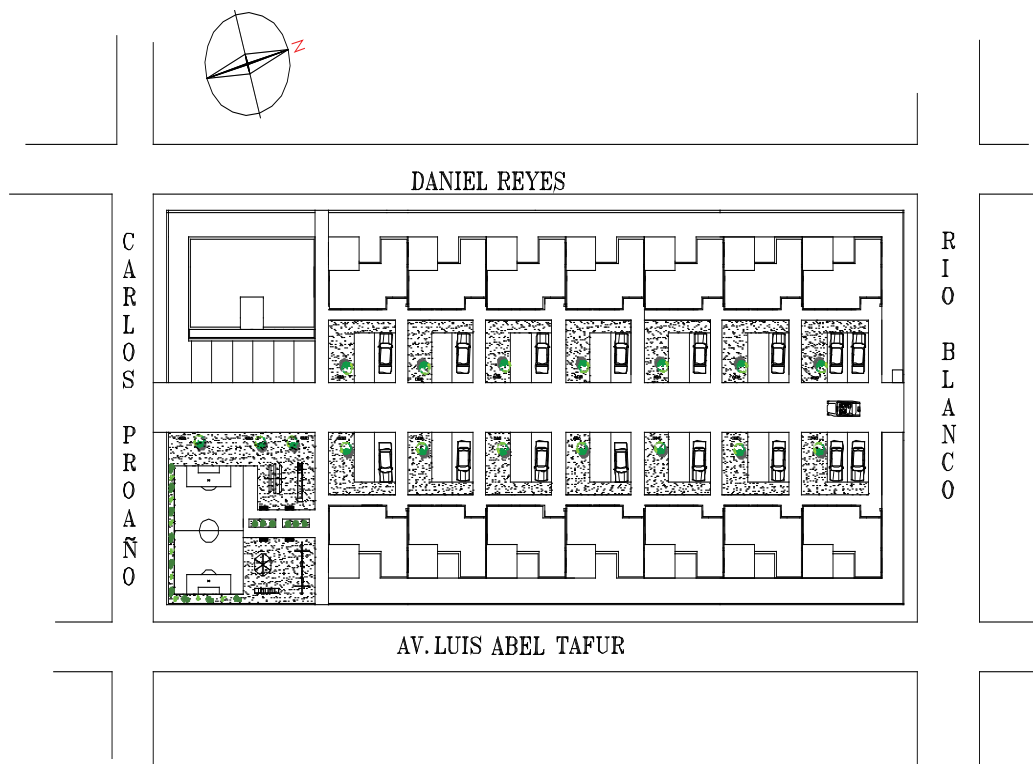 N
DANIEL REYES
CARLOS PROAÑO
RIO BLANCO
AV. LUIS ABEL TAFUR